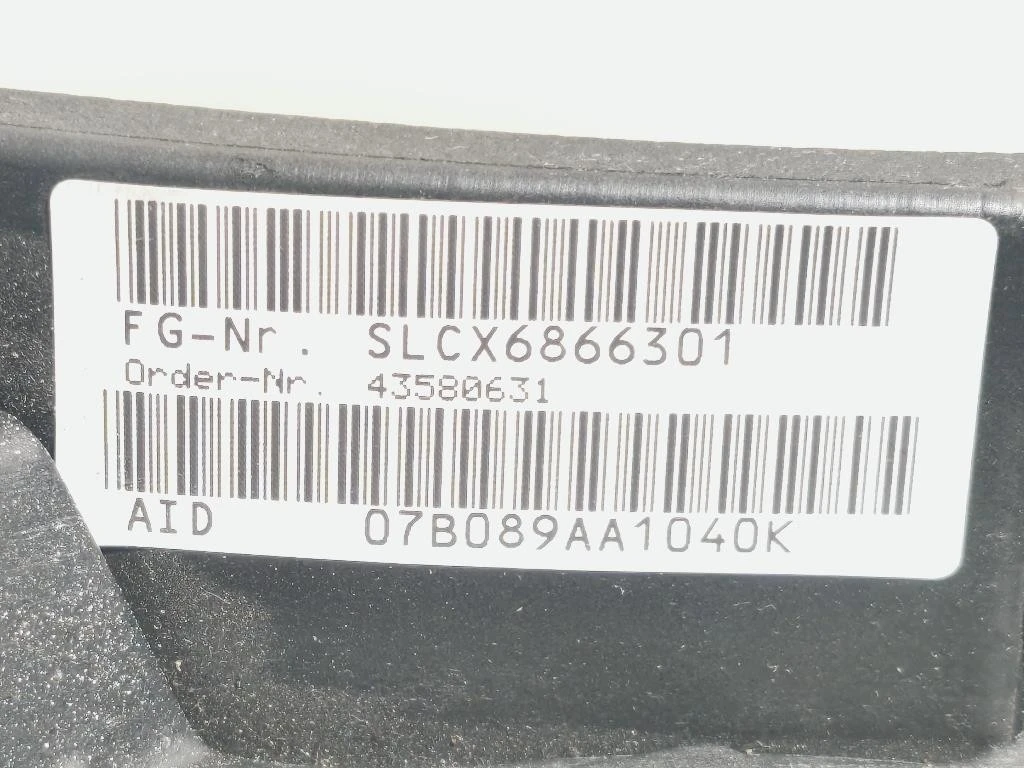 FG-Nr. SLCX6866301
Order-Nr. 43580631
AID 07B089AA1040K